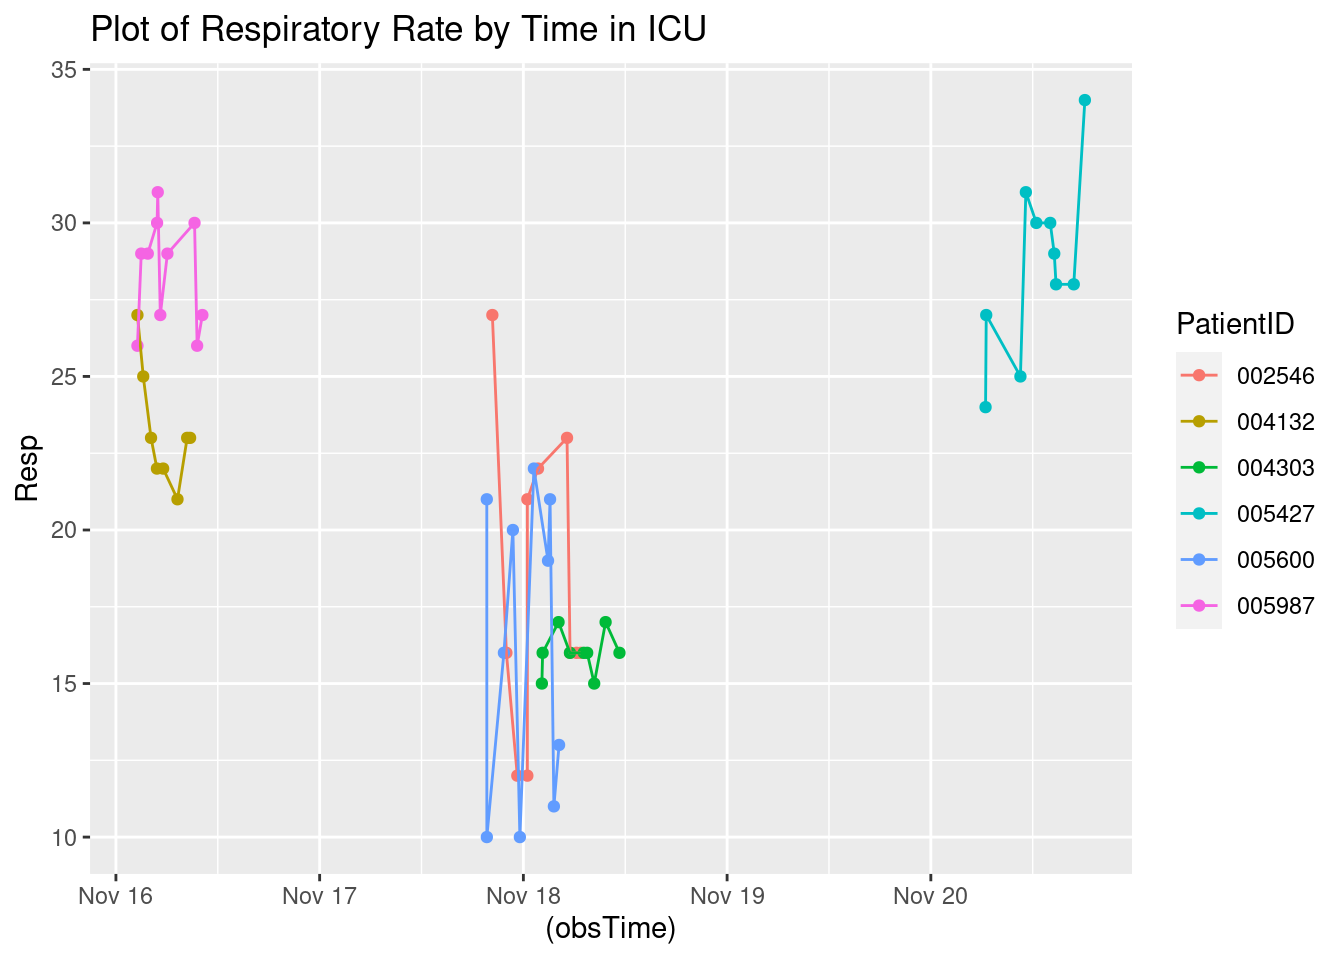 Plot of Respiratory Rate by Time in ICU
35
30
25
20
15
10
Resp
Nov 16 Nov 17 Nov 18 Nov 19 Nov 20
(obsTime)
PatientID
002546
004132
004303
005427
005600
005987